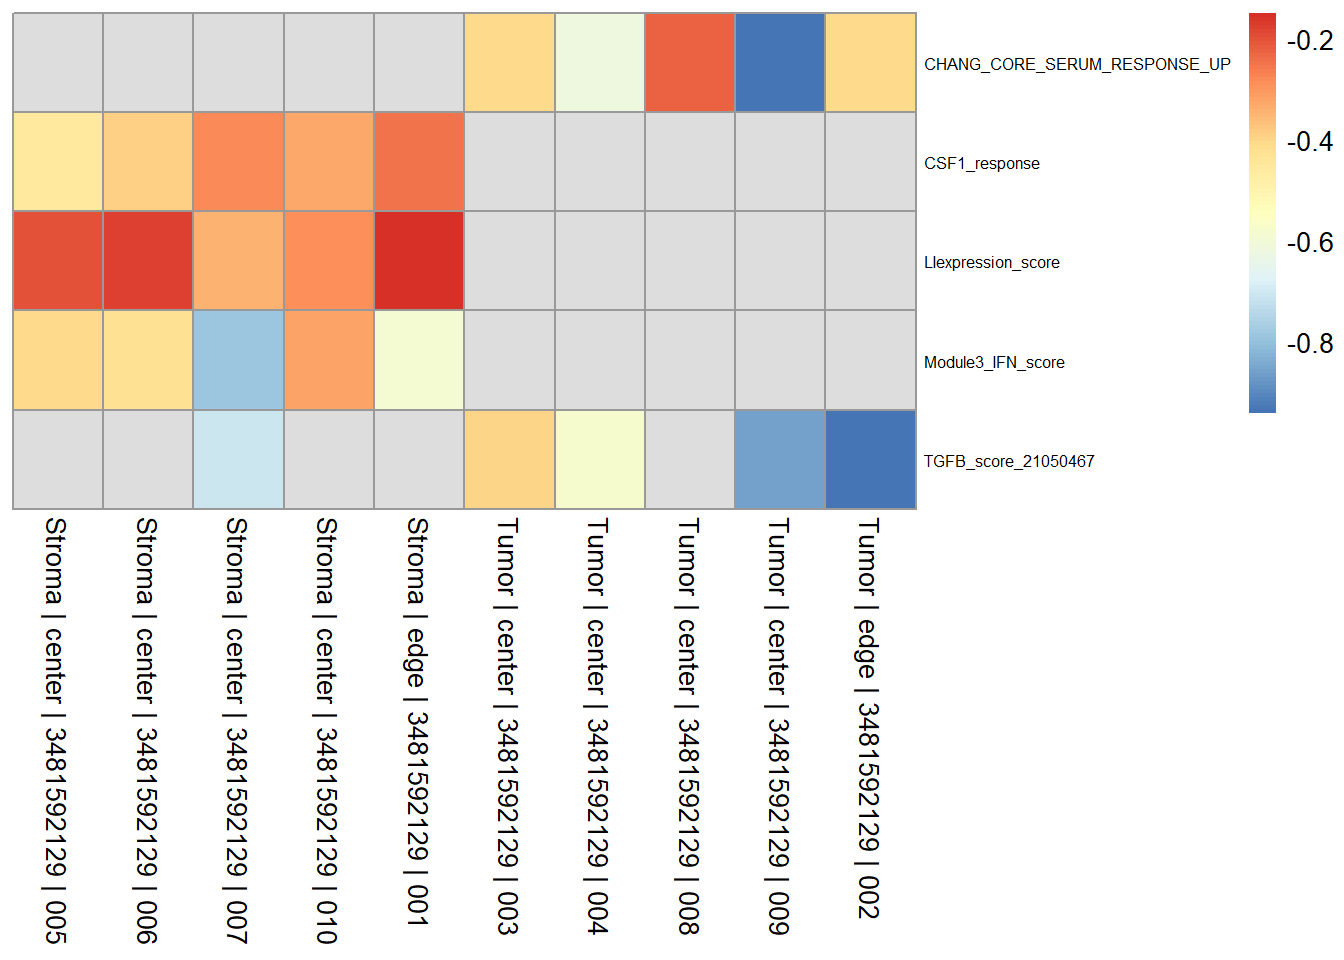 -0.2
-0.4
-0.6
-0.8
CHANG_CORE_SERUM_RESPONSE_UP
CSF1_response
LIexpression_score
Module3_IFN_score
TGFB_score_21050467
Stroma | center | 3481592129 | 005
Stroma | center | 3481592129 | 006
Stroma | center | 3481592129 | 007
Stroma | center | 3481592129 | 010
Stroma | edge | 3481592129 | 001
Tumor | center | 3481592129 | 003
Tumor | center | 3481592129 | 004
Tumor | center | 3481592129 | 008
Tumor | center | 3481592129 | 009
Tumor | edge | 3481592129 | 002